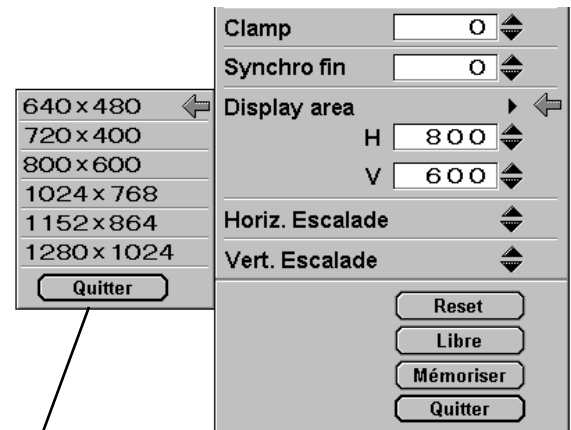 Clamp 0
Synchro fin 0
Display area
H 800
V 600
Horiz. Escalade
Vert. Escalade
Reset
Libre
Mémoriser
Quitter
640 x 480
720 x 400
800 x 600
1024 x 768
1152 x 864
1280 x 1024
Quitter